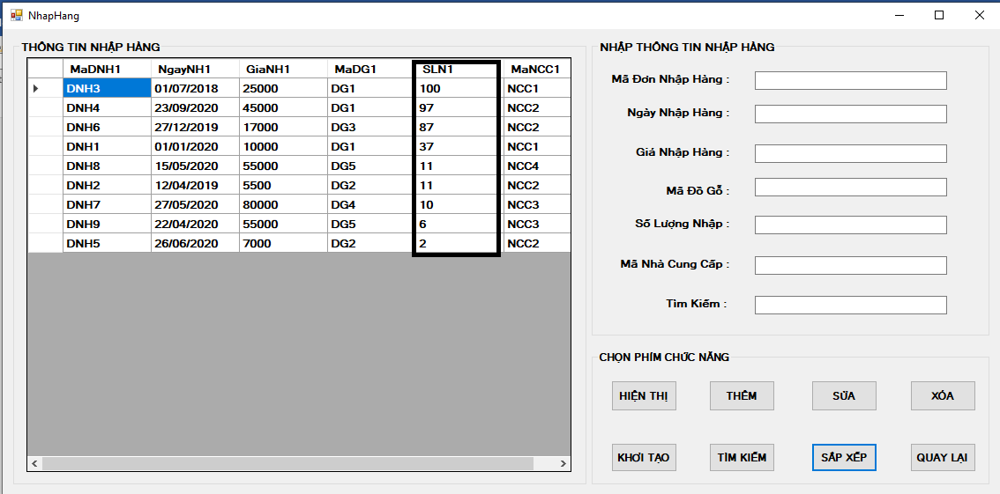 NhapHang
THÔNG TIN NHẬP HÀNG
MaDNH1 NgayNH1 GiaNH1 MaDG1 SLN1 MaNCC1
DNH3 01/07/2018 25000 DG1 100 NCC1
DNH4 23/09/2020 45000 DG1 97 NCC2
DNH6 27/12/2019 17000 DG3 87 NCC2
DNH1 01/01/2020 10000 DG1 37 NCC1
DNH8 15/05/2020 55000 DG5 11 NCC4
DNH2 12/04/2019 5500 DG2 11 NCC2
DNH7 27/05/2020 80000 DG4 10 NCC3
DNH9 22/04/2020 55000 DG5 6 NCC3
DNH5 26/06/2020 7000 DG2 2 NCC2
NHẬP THÔNG TIN NHẬP HÀNG
Mã Đơn Nhập Hàng :
Ngày Nhập Hàng :
Giá Nhập Hàng :
Mã Đồ Gỗ :
Số Lượng Nhập :
Mã Nhà Cung Cấp :
Tìm Kiếm :
CHỌN PHÍM CHỨC NĂNG
HIỆN THỊ THÊM SỬA XÓA
KHƠI TẠO TÌM KIẾM SẮP XẾP QUAY LẠI